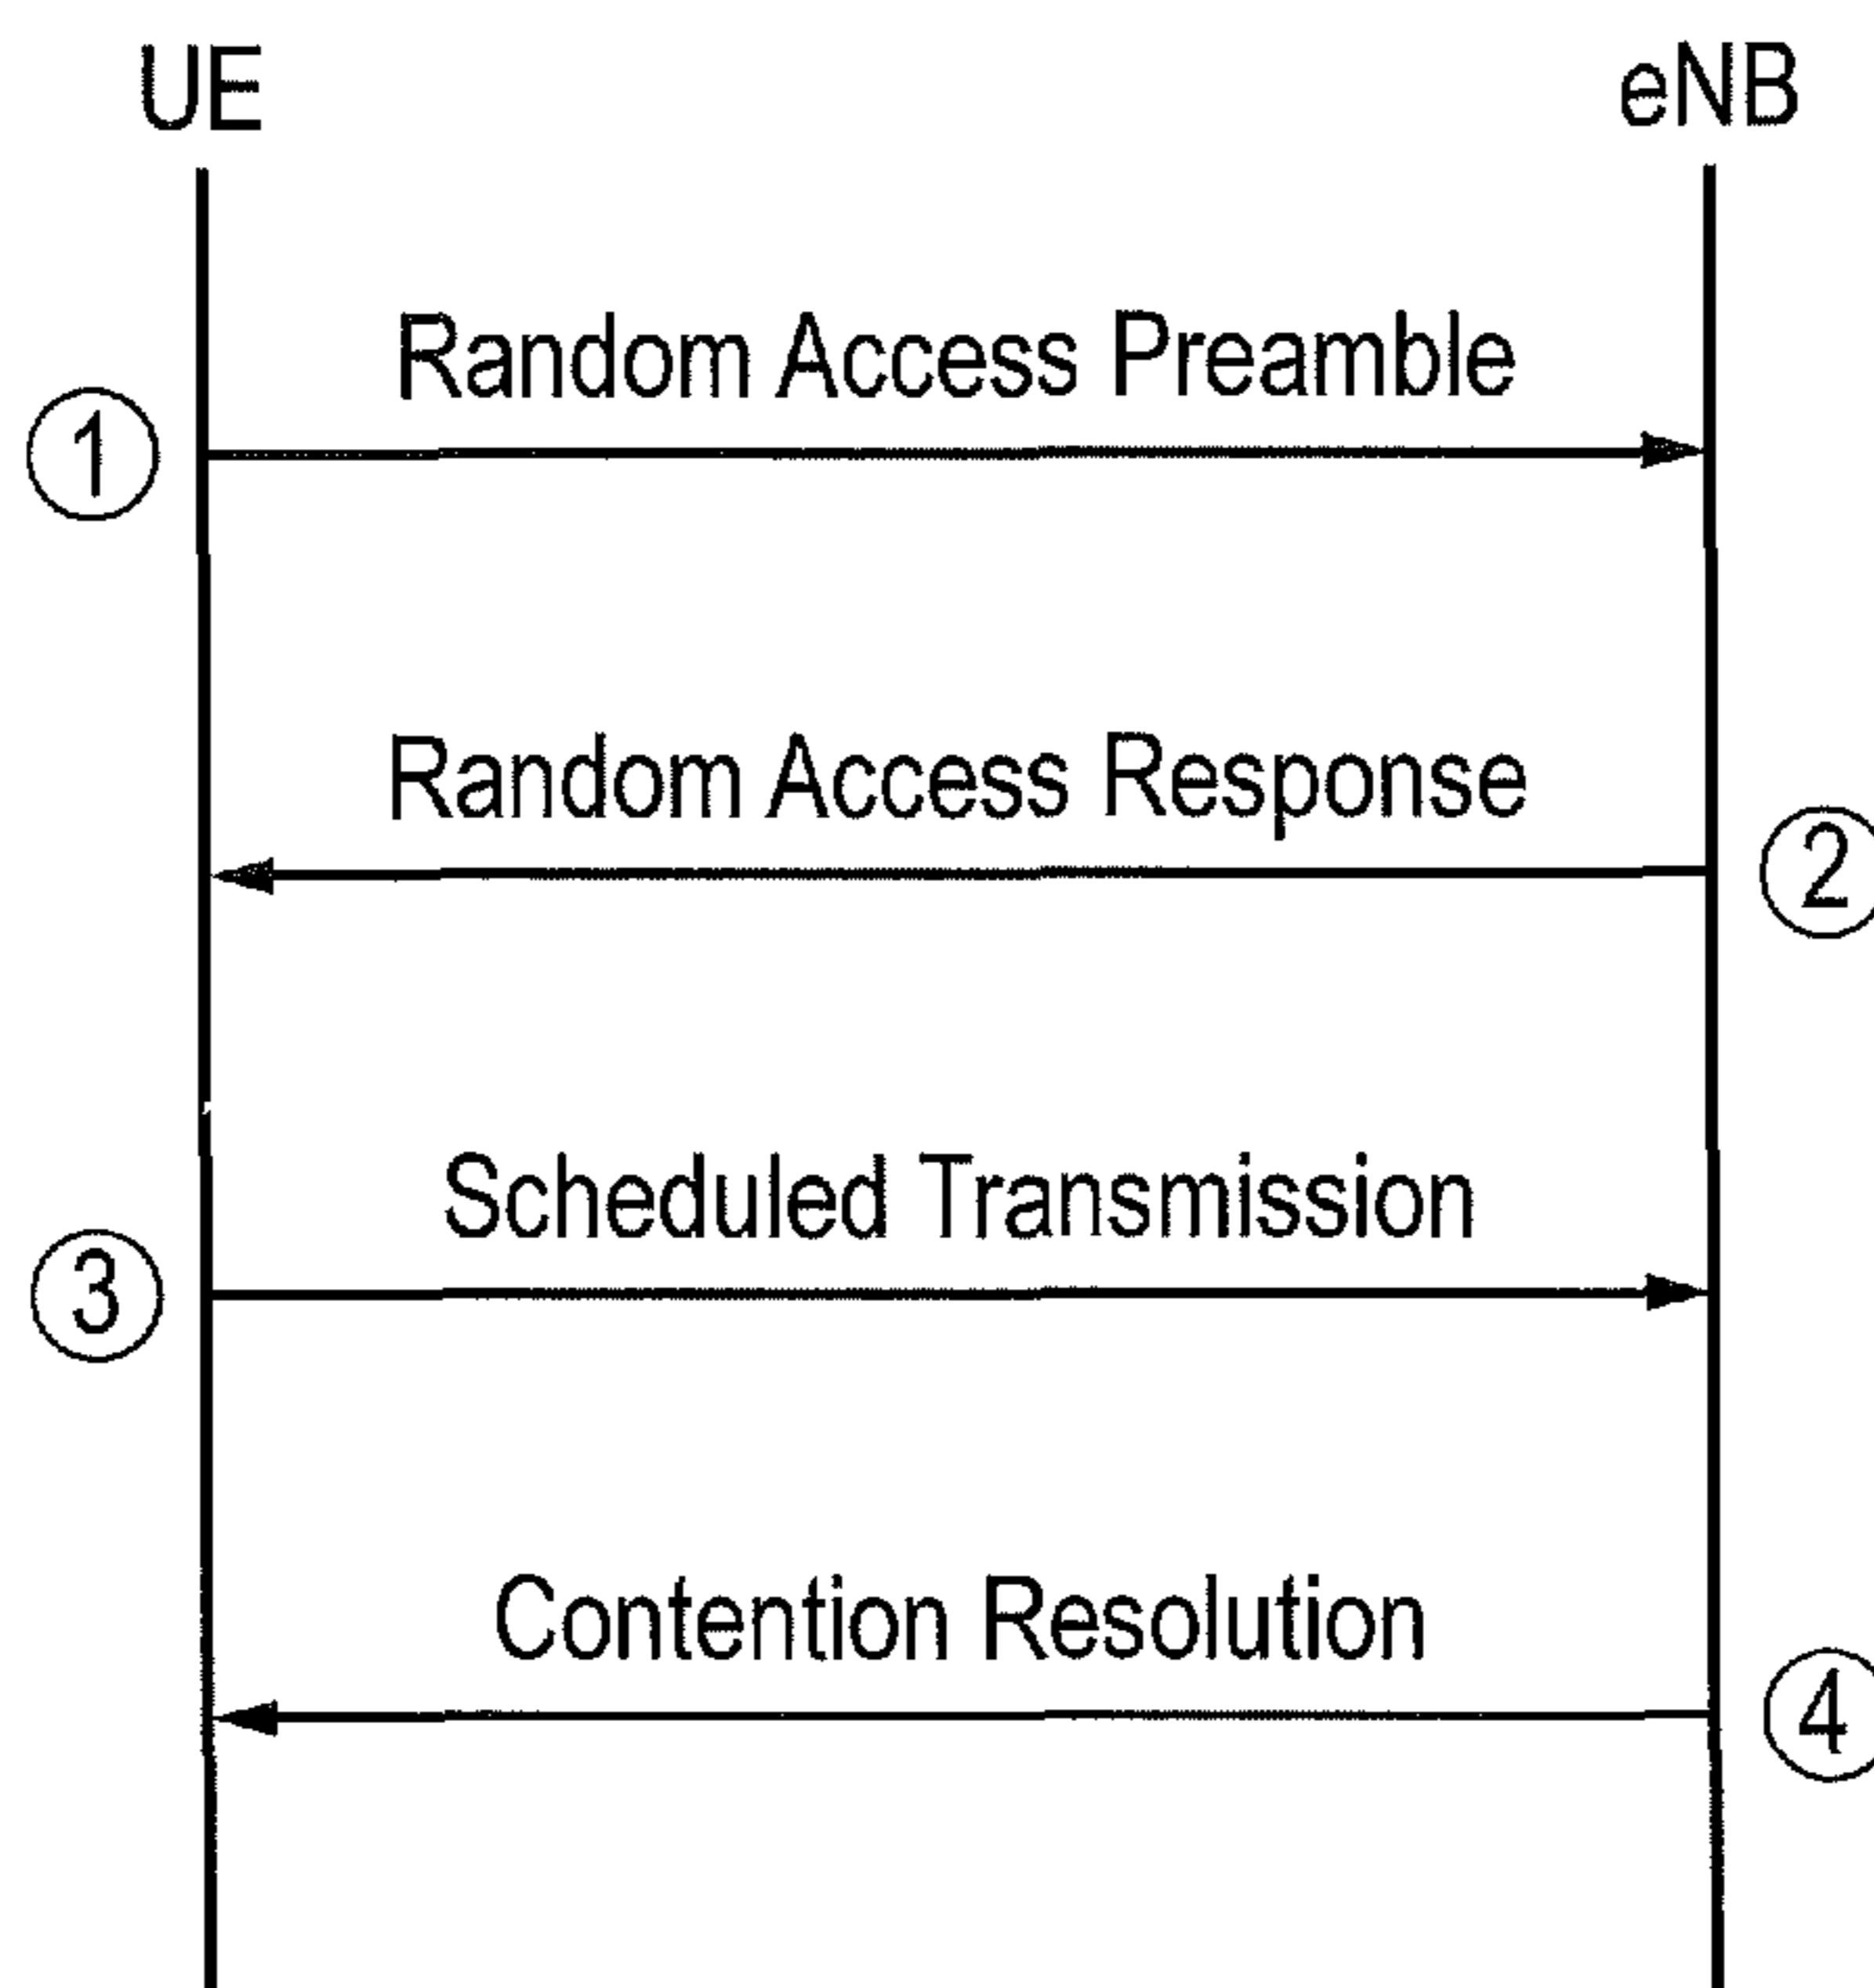 UE eNB
Random Access Preamble
1
Random Access Response
2
Scheduled Transmission
3
Contention Resolution
4